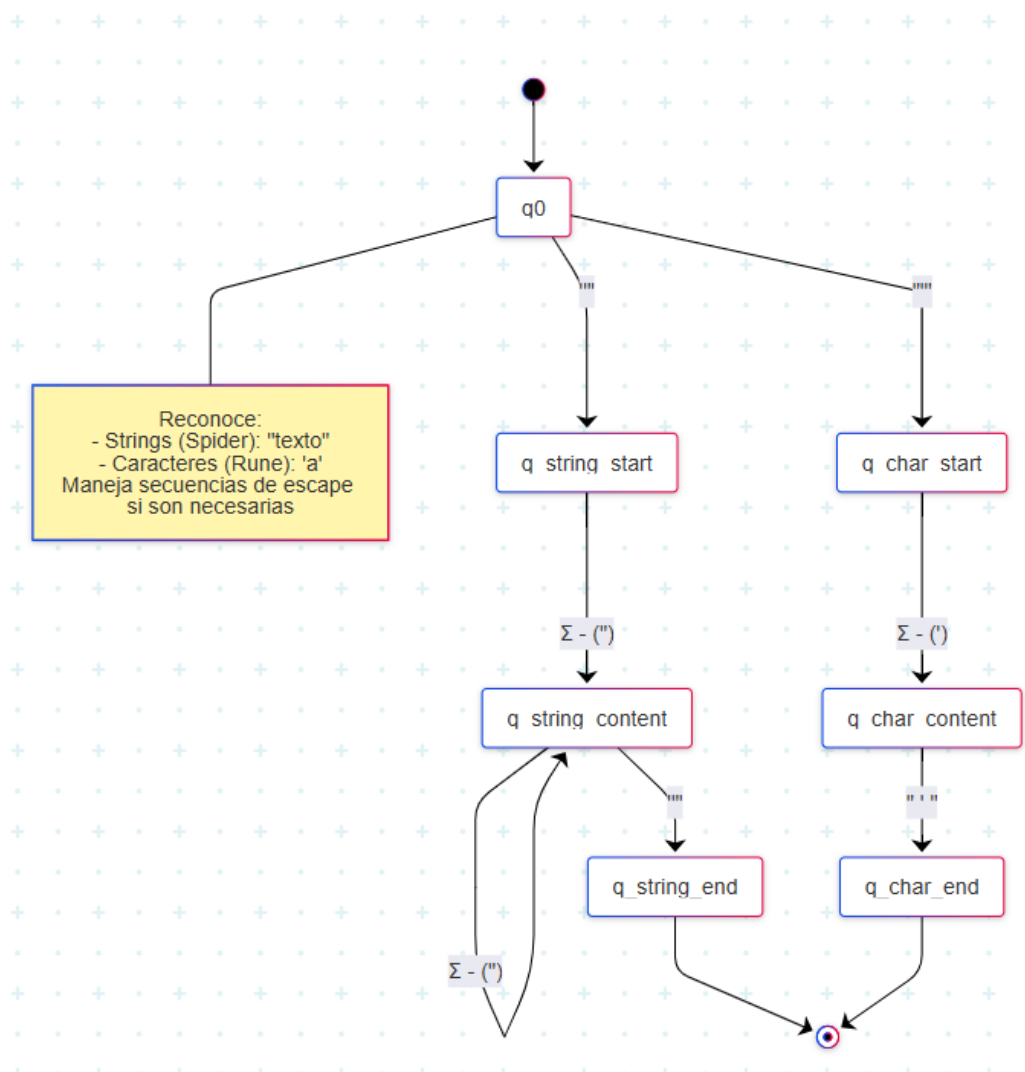 q0
""
"'"
Reconoce:
- Strings (Spider): "texto"
- Caracteres (Rune): 'a'
Maneja secuencias de escape
si son necesarias
q_string_start
q_char_start
Σ - (")
Σ - (')
q_string_content
q_char_content
""
" ' "
q_string_end
q_char_end
Σ - (")